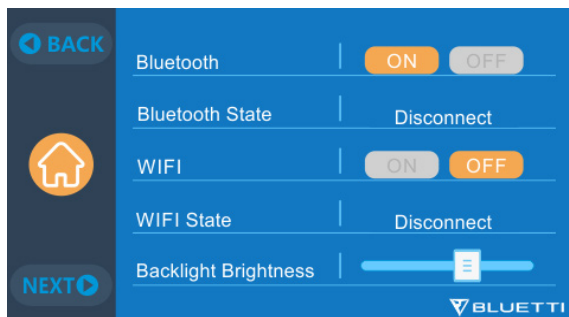 BACK
Bluetooth ON OFF
Bluetooth State Disconnect
WIFI ON OFF
WIFI State Disconnect
Backlight Brightness
NEXT
BLUETTI